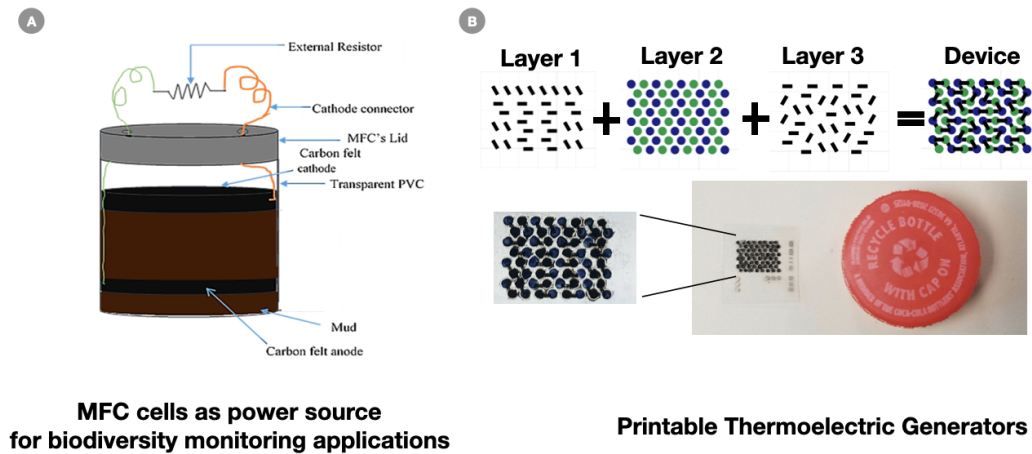 A
External Resistor
Cathode connector
MFC's Lid
Carbon felt
cathode
Transparent PVC
Mud
Carbon felt anode
MFC cells as power source
for biodiversity monitoring applications
B
Layer 1
Layer 2
Layer 3
Device
+
+
=
RECYCLE BOTTLE
WITH CAP ON
Printable Thermoelectric Generators